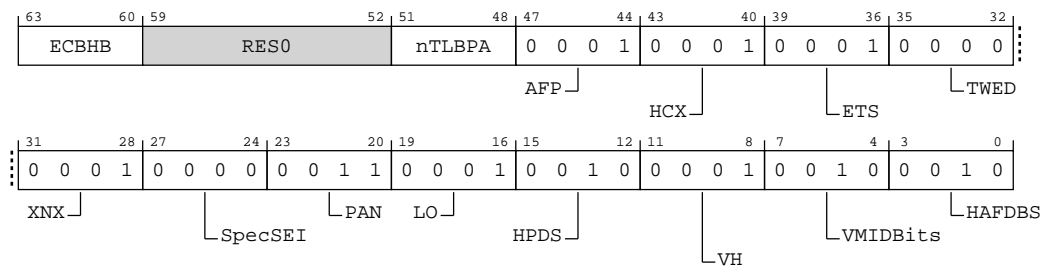 63 60 59 52 51 48 47 44 43 40 39 36 35 32
ECBHB RES0 nTLBPA 0 0 0 1 0 0 0 1 0 0 0 1 0 0 0 0
AFP TWED
HCX ETS
31 28 27 24 23 20 19 16 15 12 11 8 7 4 3 0
0 0 0 1 0 0 0 0 0 0 1 1 0 0 0 1 0 0 1 0 0 0 0 1 0 0 1 0 0 0 1 0
XNX PAN LO HAFDBS
SpecSEI HPDS VMIDBits
VH